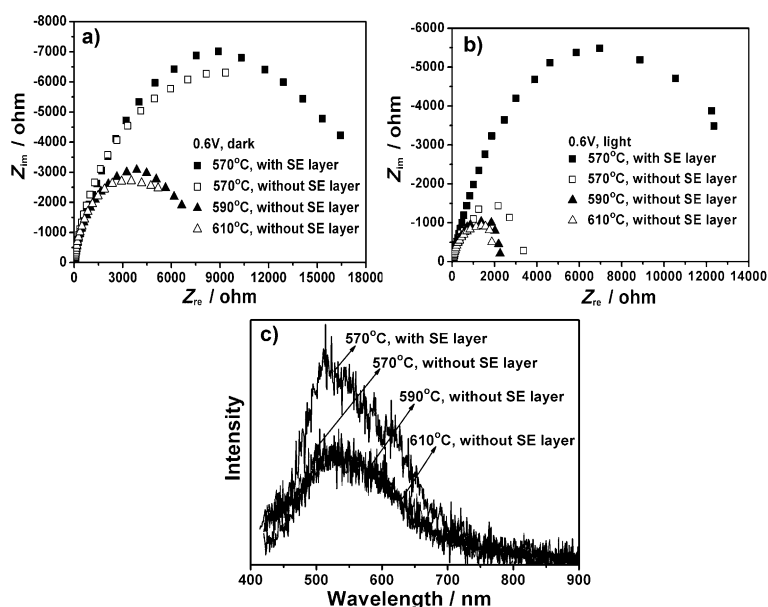 a)
-8000
-7000
-6000
-5000
-4000
-3000
-2000
-1000
0
Zim / ohm
0.6V, dark
570°C, with SE layer
570°C, without SE layer
590°C, without SE layer
610°C, without SE layer
0 3000 6000 9000 12000 15000 18000
Zre / ohm
b)
-6000
-5000
-4000
-3000
-2000
-1000
0
Zim / ohm
0.6V, light
570°C, with SE layer
570°C, without SE layer
590°C, without SE layer
610°C, without SE layer
0 2000 4000 6000 8000 10000 12000 14000
Zre / ohm
c)
Intensity
570°C, with SE layer
570°C, without SE layer
590°C, without SE layer
610°C, without SE layer
400 500 600 700 800 900
Wavelength / nm